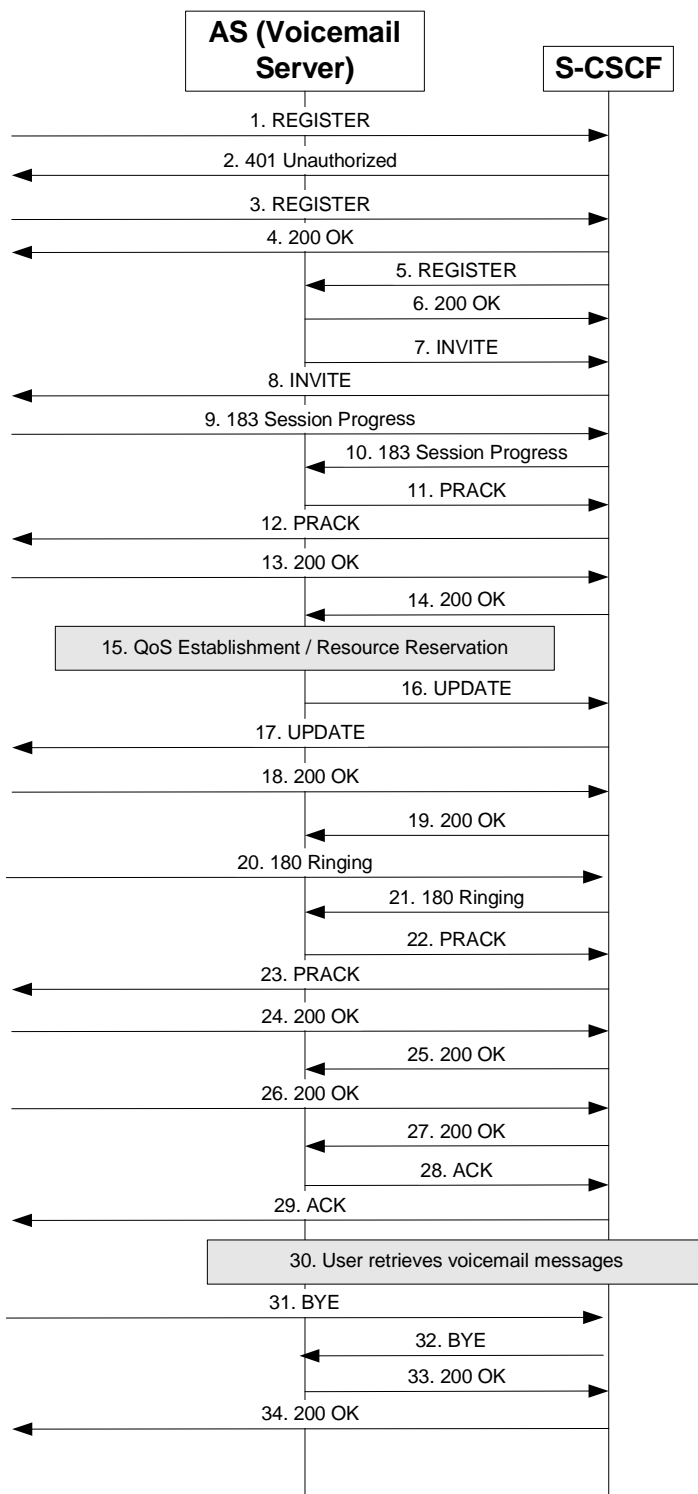 AS (Voicemail
Server)
S-CSCF
1. REGISTER
2. 401 Unauthorized
3. REGISTER
4. 200 OK
5. REGISTER
6. 200 OK
7. INVITE
8. INVITE
9. 183 Session Progress
10. 183 Session Progress
11. PRACK
12. PRACK
13. 200 OK
14. 200 OK
15. QoS Establishment / Resource Reservation
16. UPDATE
17. UPDATE
18. 200 OK
19. 200 OK
20. 180 Ringing
21. 180 Ringing
22. PRACK
23. PRACK
24. 200 OK
25. 200 OK
26. 200 OK
27. 200 OK
28. ACK
29. ACK
30. User retrieves voicemail messages
31. BYE
32. BYE
33. 200 OK
34. 200 OK